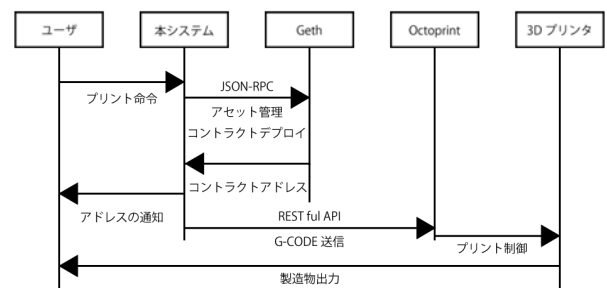 ユーザ
本システム
Geth
Octoprint
3D プリンタ
プリント命令
JSON-RPC
アセット管理
コントラクトデプロイ
コントラクトアドレス
アドレスの通知
REST ful API
G-CODE 送信
プリント制御
製造物出力